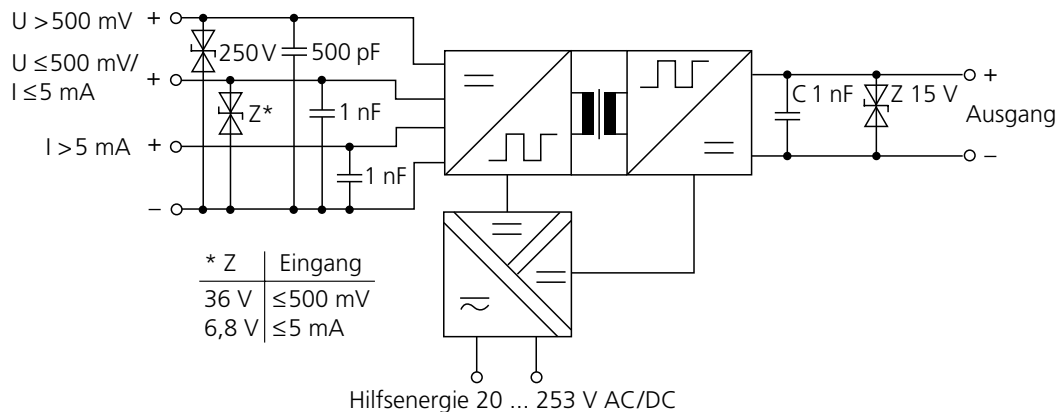 U > 500 mV +
250 V
500 pF
U ≤ 500 mV/
I ≤ 5 mA +
Z*
1 nF
I > 5 mA +
1 nF
–
C 1 nF
Z 15 V
+
Ausgang
–
* Z Eingang
36 V ≤ 500 mV
6,8 V ≤ 5 mA
Hilfsenergie 20 ... 253 V AC/DC